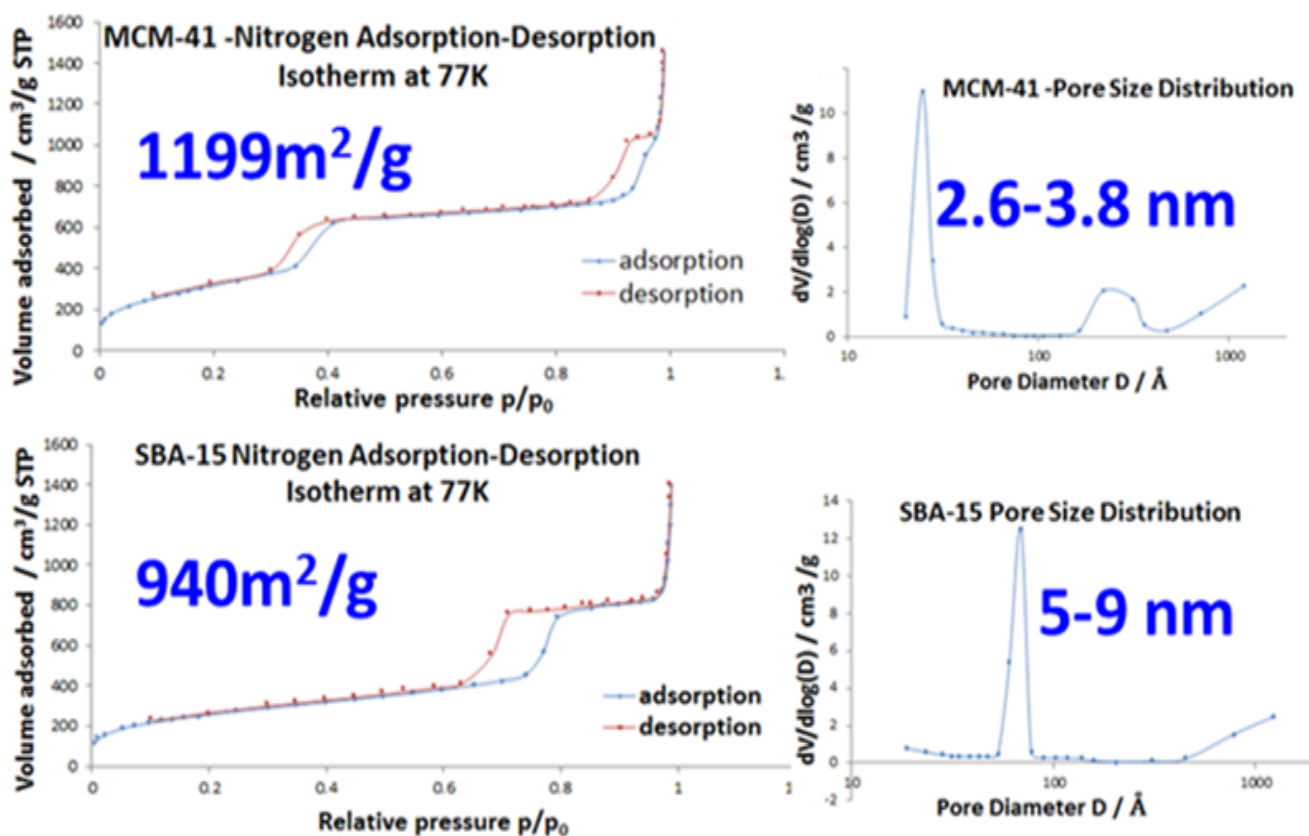 MCM-41 -Nitrogen Adsorption-Desorption
Isotherm at 77K
1199m²/g
Volume adsorbed / cm³/g STP
1600
1400
1200
1000
800
600
400
200
0
adsorption
desorption
0 0.2 0.4 0.6 0.8 1 1.
Relative pressure p/p₀
MCM-41 -Pore Size Distribution
2.6-3.8 nm
dV/dlog(D) / cm3 /g
10
8
6
4
2
0
10 100 1000
Pore Diameter D / Å
SBA-15 Nitrogen Adsorption-Desorption
Isotherm at 77K
940m²/g
Volume adsorbed / cm³/g STP
1600
1400
1200
1000
800
600
400
200
0
adsorption
desorption
0 0.2 0.4 0.6 0.8 1 1.
Relative pressure p/p₀
SBA-15 Pore Size Distribution
5-9 nm
dV/dlog(D) / cm3 /g
14
12
10
8
6
4
2
0
-2
10 100 1000
Pore Diameter D / Å